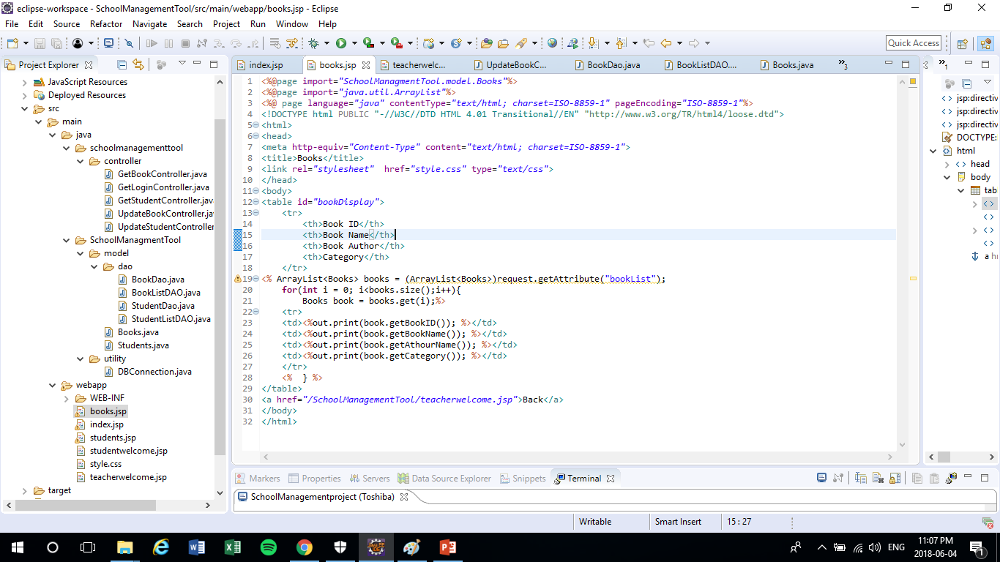 eclipse-workspace - SchoolManagementTool/src/main/webapp/books.jsp - Eclipse
File Edit Source Refactor Navigate Search Project Run Window Help
Quick Access
Project Explorer
JavaScript Resources
Deployed Resources
src
main
java
schoolmanagementtool
controller
GetBookController.java
GetLoginController.java
GetStudentController.java
UpdateBookController.ja
UpdateStudentController
SchoolManagmentTool
model
dao
BookDao.java
BookListDAO.java
StudentDao.java
StudentListDAO.java
Books.java
Students.java
utility
DBConnection.java
webapp
WEB-INF
books.jsp
index.jsp
students.jsp
studentwelcome.jsp
style.css
teacherwelcome.jsp
target
index.jsp books.jsp teacherwelc... UpdateBookC... BookDao.java BookListDAO.... Books.java »3
1 <%@page import="SchoolManagmentTool.model.Books"%>
2 <%@page import="java.util.ArrayList"%>
3 <%@ page language="java" contentType="text/html; charset=ISO-8859-1" pageEncoding="ISO-8859-1"%>
4 <!DOCTYPE html PUBLIC "-//W3C//DTD HTML 4.01 Transitional//EN" "http://www.w3.org/TR/html4/loose.dtd">
5 <html>
6 <head>
7 <meta http-equiv="Content-Type" content="text/html; charset=ISO-8859-1">
8 <title>Books</title>
9 <link rel="stylesheet"  href="style.css" type="text/css">
10 </head>
11 <body>
12 <table id="bookDisplay">
13 <tr>
14 <th>Book ID</th>
15 <th>Book Name</th>
16 <th>Book Author</th>
17 <th>Category</th>
18 </tr>
19 <% ArrayList<Books> books = (ArrayList<Books>)request.getAttribute("bookList");
20 for(int i = 0; i<books.size();i++){
21 Books book = books.get(i);%>
22 <tr>
23 <td><%out.print(book.getBookID()); %></td>
24 <td><%out.print(book.getBookName()); %></td>
25 <td><%out.print(book.getAthourName()); %></td>
26 <td><%out.print(book.getCategory()); %></td>
27 </tr>
28 <%  } %>
29 </table>
30 <a href="/SchoolManagementTool/teacherwelcome.jsp">Back</a>
31 </body>
32 </html>
»1
jsp:directiv
jsp:directiv
jsp:directiv
DOCTYPE:
html
head
body
tab
a hr
Markers Properties Servers Data Source Explorer Snippets Terminal
SchoolManagementproject (Toshiba)
Writable Smart Insert 15 : 27
ENG
11:07 PM
2018-06-04
1